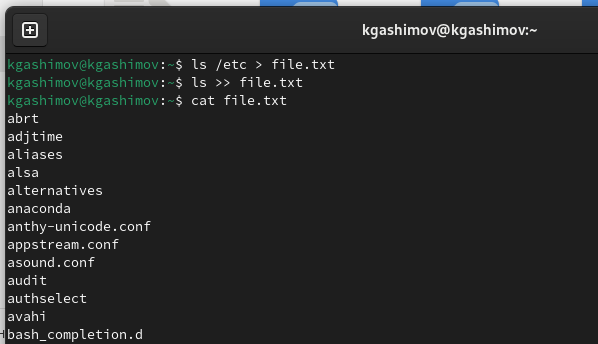 kgashimov@kgashimov:~
kgashimov@kgashimov:~$ ls /etc > file.txt
kgashimov@kgashimov:~$ ls >> file.txt
kgashimov@kgashimov:~$ cat file.txt
abrt
adjtime
aliases
alsa
alternatives
anaconda
anthy-unicode.conf
appstream.conf
asound.conf
audit
authselect
avahi
bash_completion.d